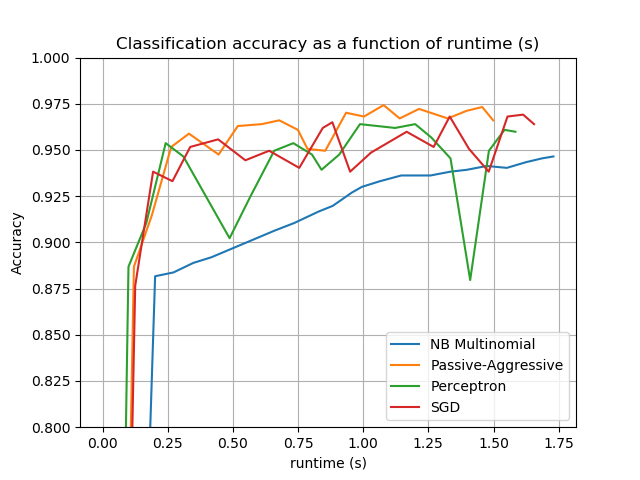 Classification accuracy as a function of runtime (s)
1.000
0.975
0.950
0.925
0.900
0.875
0.850
0.825
0.800
Accuracy
NB Multinomial
Passive-Aggressive
Perceptron
SGD
0.00 0.25 0.50 0.75 1.00 1.25 1.50 1.75
runtime (s)